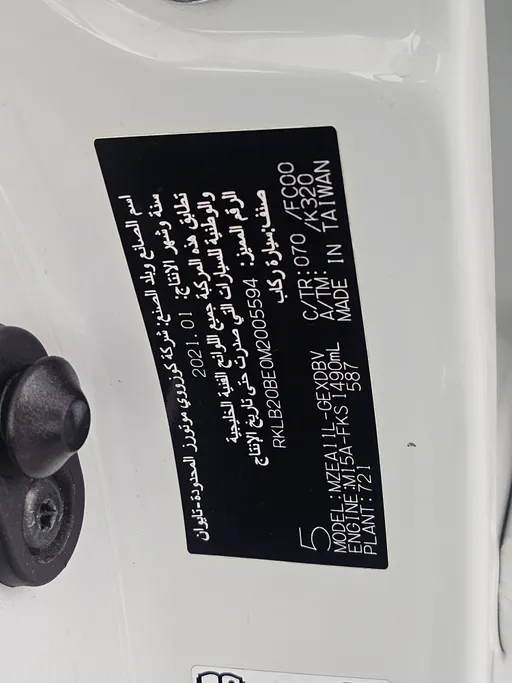 اسم الصانع وبلد الصنع: شركة كوزووي موتورز المحدودة-تايوان
سنة وشهر الانتاج: 2021.01
تطابق هذه المركبة جميع اللوائح الفنية الخليجية
والوطنية للسيارات التي صدرت حتى تاريخ الإنتاج
الرقم المميز: RKLB20BE0M2005594
صنف:سيارة ركاب
5
MODEL:MZEA11L-GEXDBV C/TR:070 /FC00
ENGINE:M15A-FKS 1490mL A/TM: /K320
PLANT:721 587 MADE IN TAIWAN